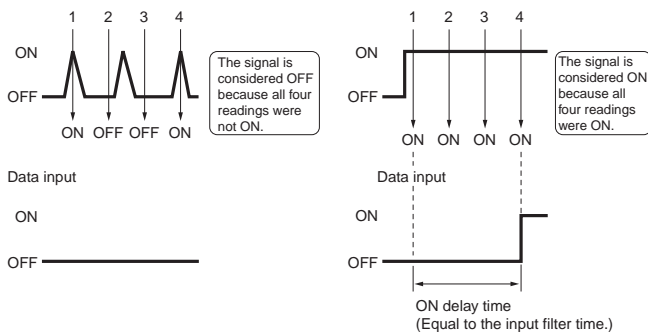 1 2 3 4
ON
OFF
The signal is
considered OFF
because all four
readings were
not ON.
ON OFF OFF ON
Data input
ON
OFF
1 2 3 4
ON
OFF
The signal is
considered ON
because all
four readings
were ON.
ON ON ON ON
Data input
ON
OFF
ON delay time
(Equal to the input filter time.)